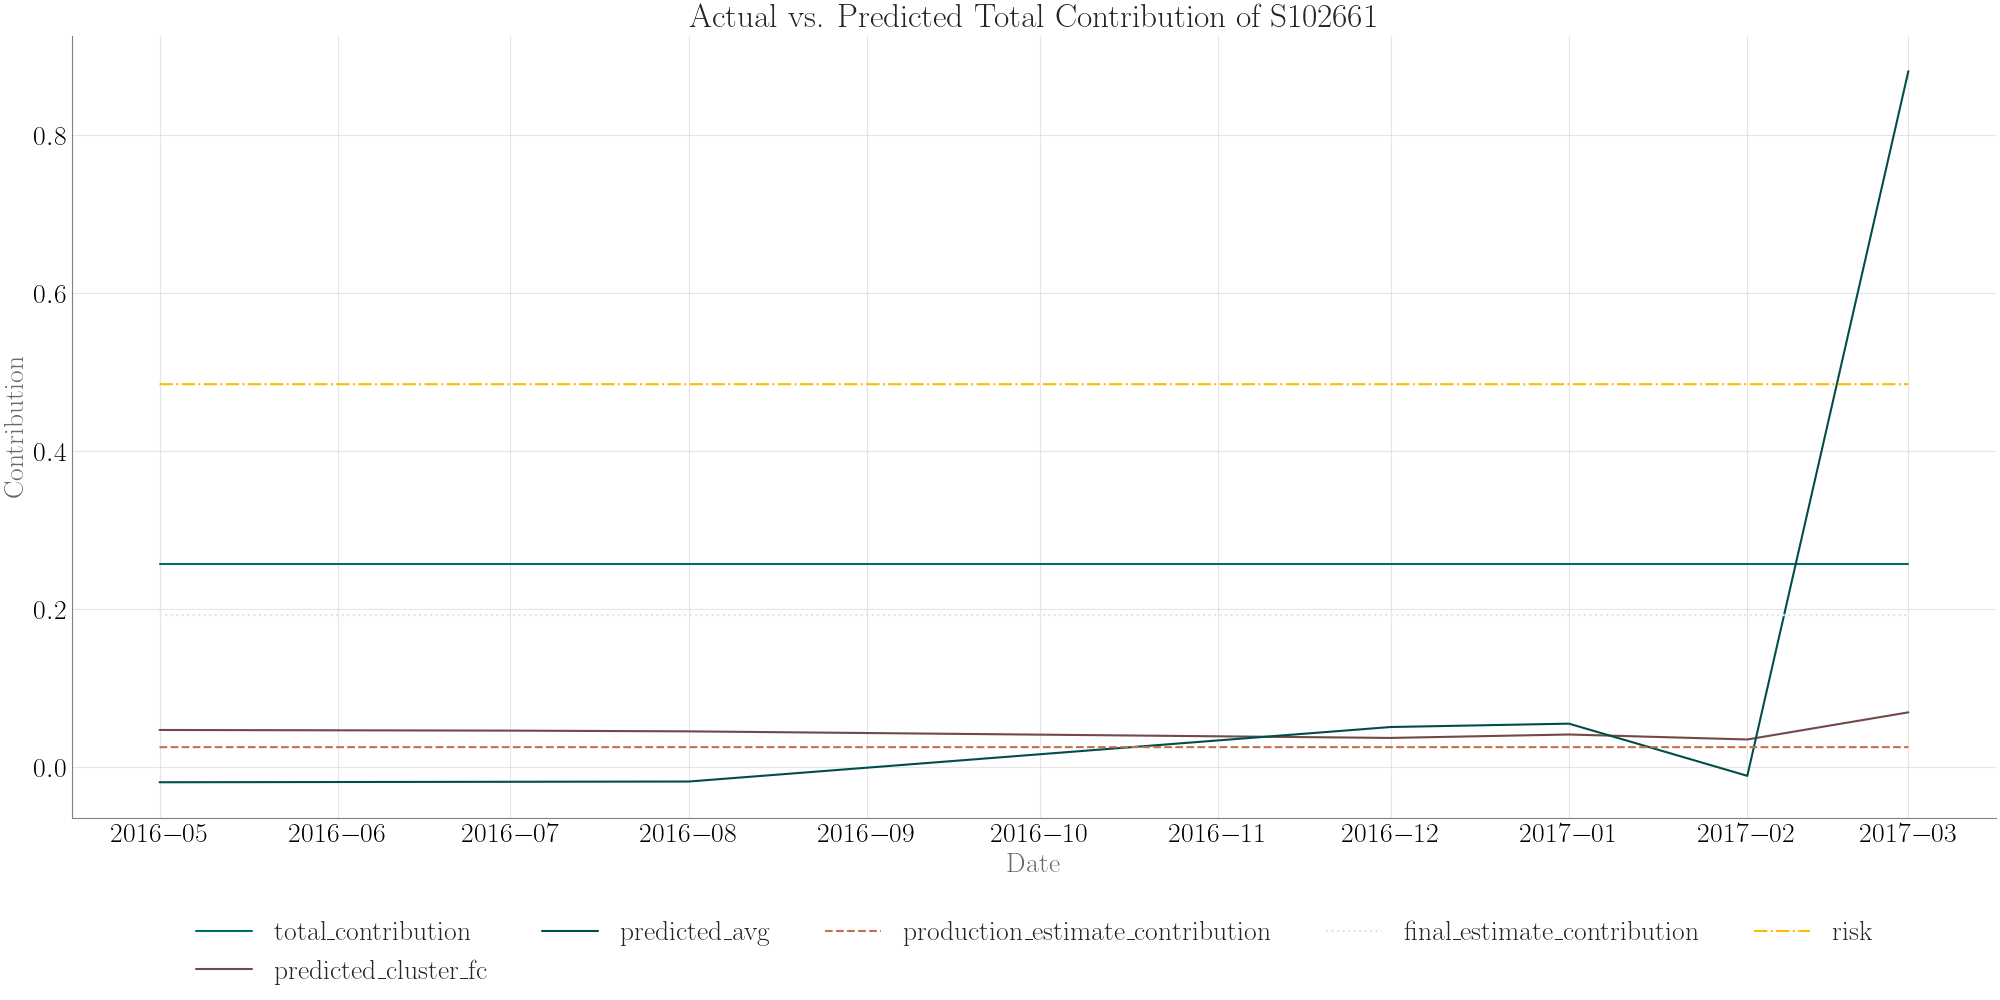 Actual vs. Predicted Total Contribution of S102661
Contribution
0.8
0.6
0.4
0.2
0.0
2016−05 2016−06 2016−07 2016−08 2016−09 2016−10 2016−11 2016−12 2017−01 2017−02 2017−03
Date
total_contribution predicted_avg production_estimate_contribution final_estimate_contribution risk
predicted_cluster_fc